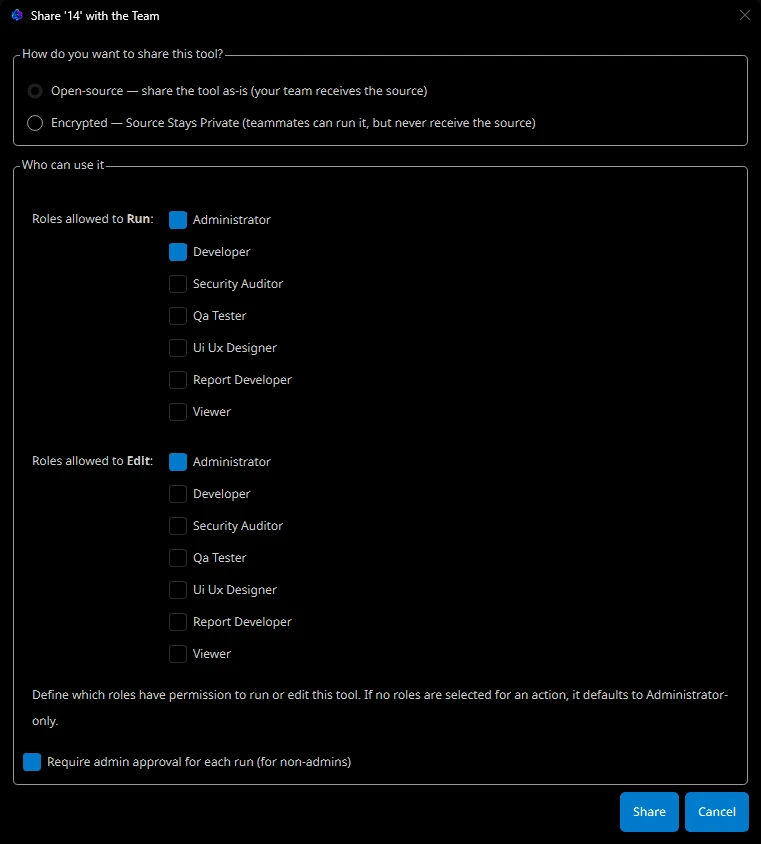 Share '14' with the Team
How do you want to share this tool?
Open-source — share the tool as-is (your team receives the source)
Encrypted — Source Stays Private (teammates can run it, but never receive the source)
Who can use it
Roles allowed to Run:
Administrator
Developer
Security Auditor
Qa Tester
Ui Ux Designer
Report Developer
Viewer
Roles allowed to Edit:
Administrator
Developer
Security Auditor
Qa Tester
Ui Ux Designer
Report Developer
Viewer
Define which roles have permission to run or edit this tool. If no roles are selected for an action, it defaults to Administrator-
only.
Require admin approval for each run (for non-admins)
Share
Cancel